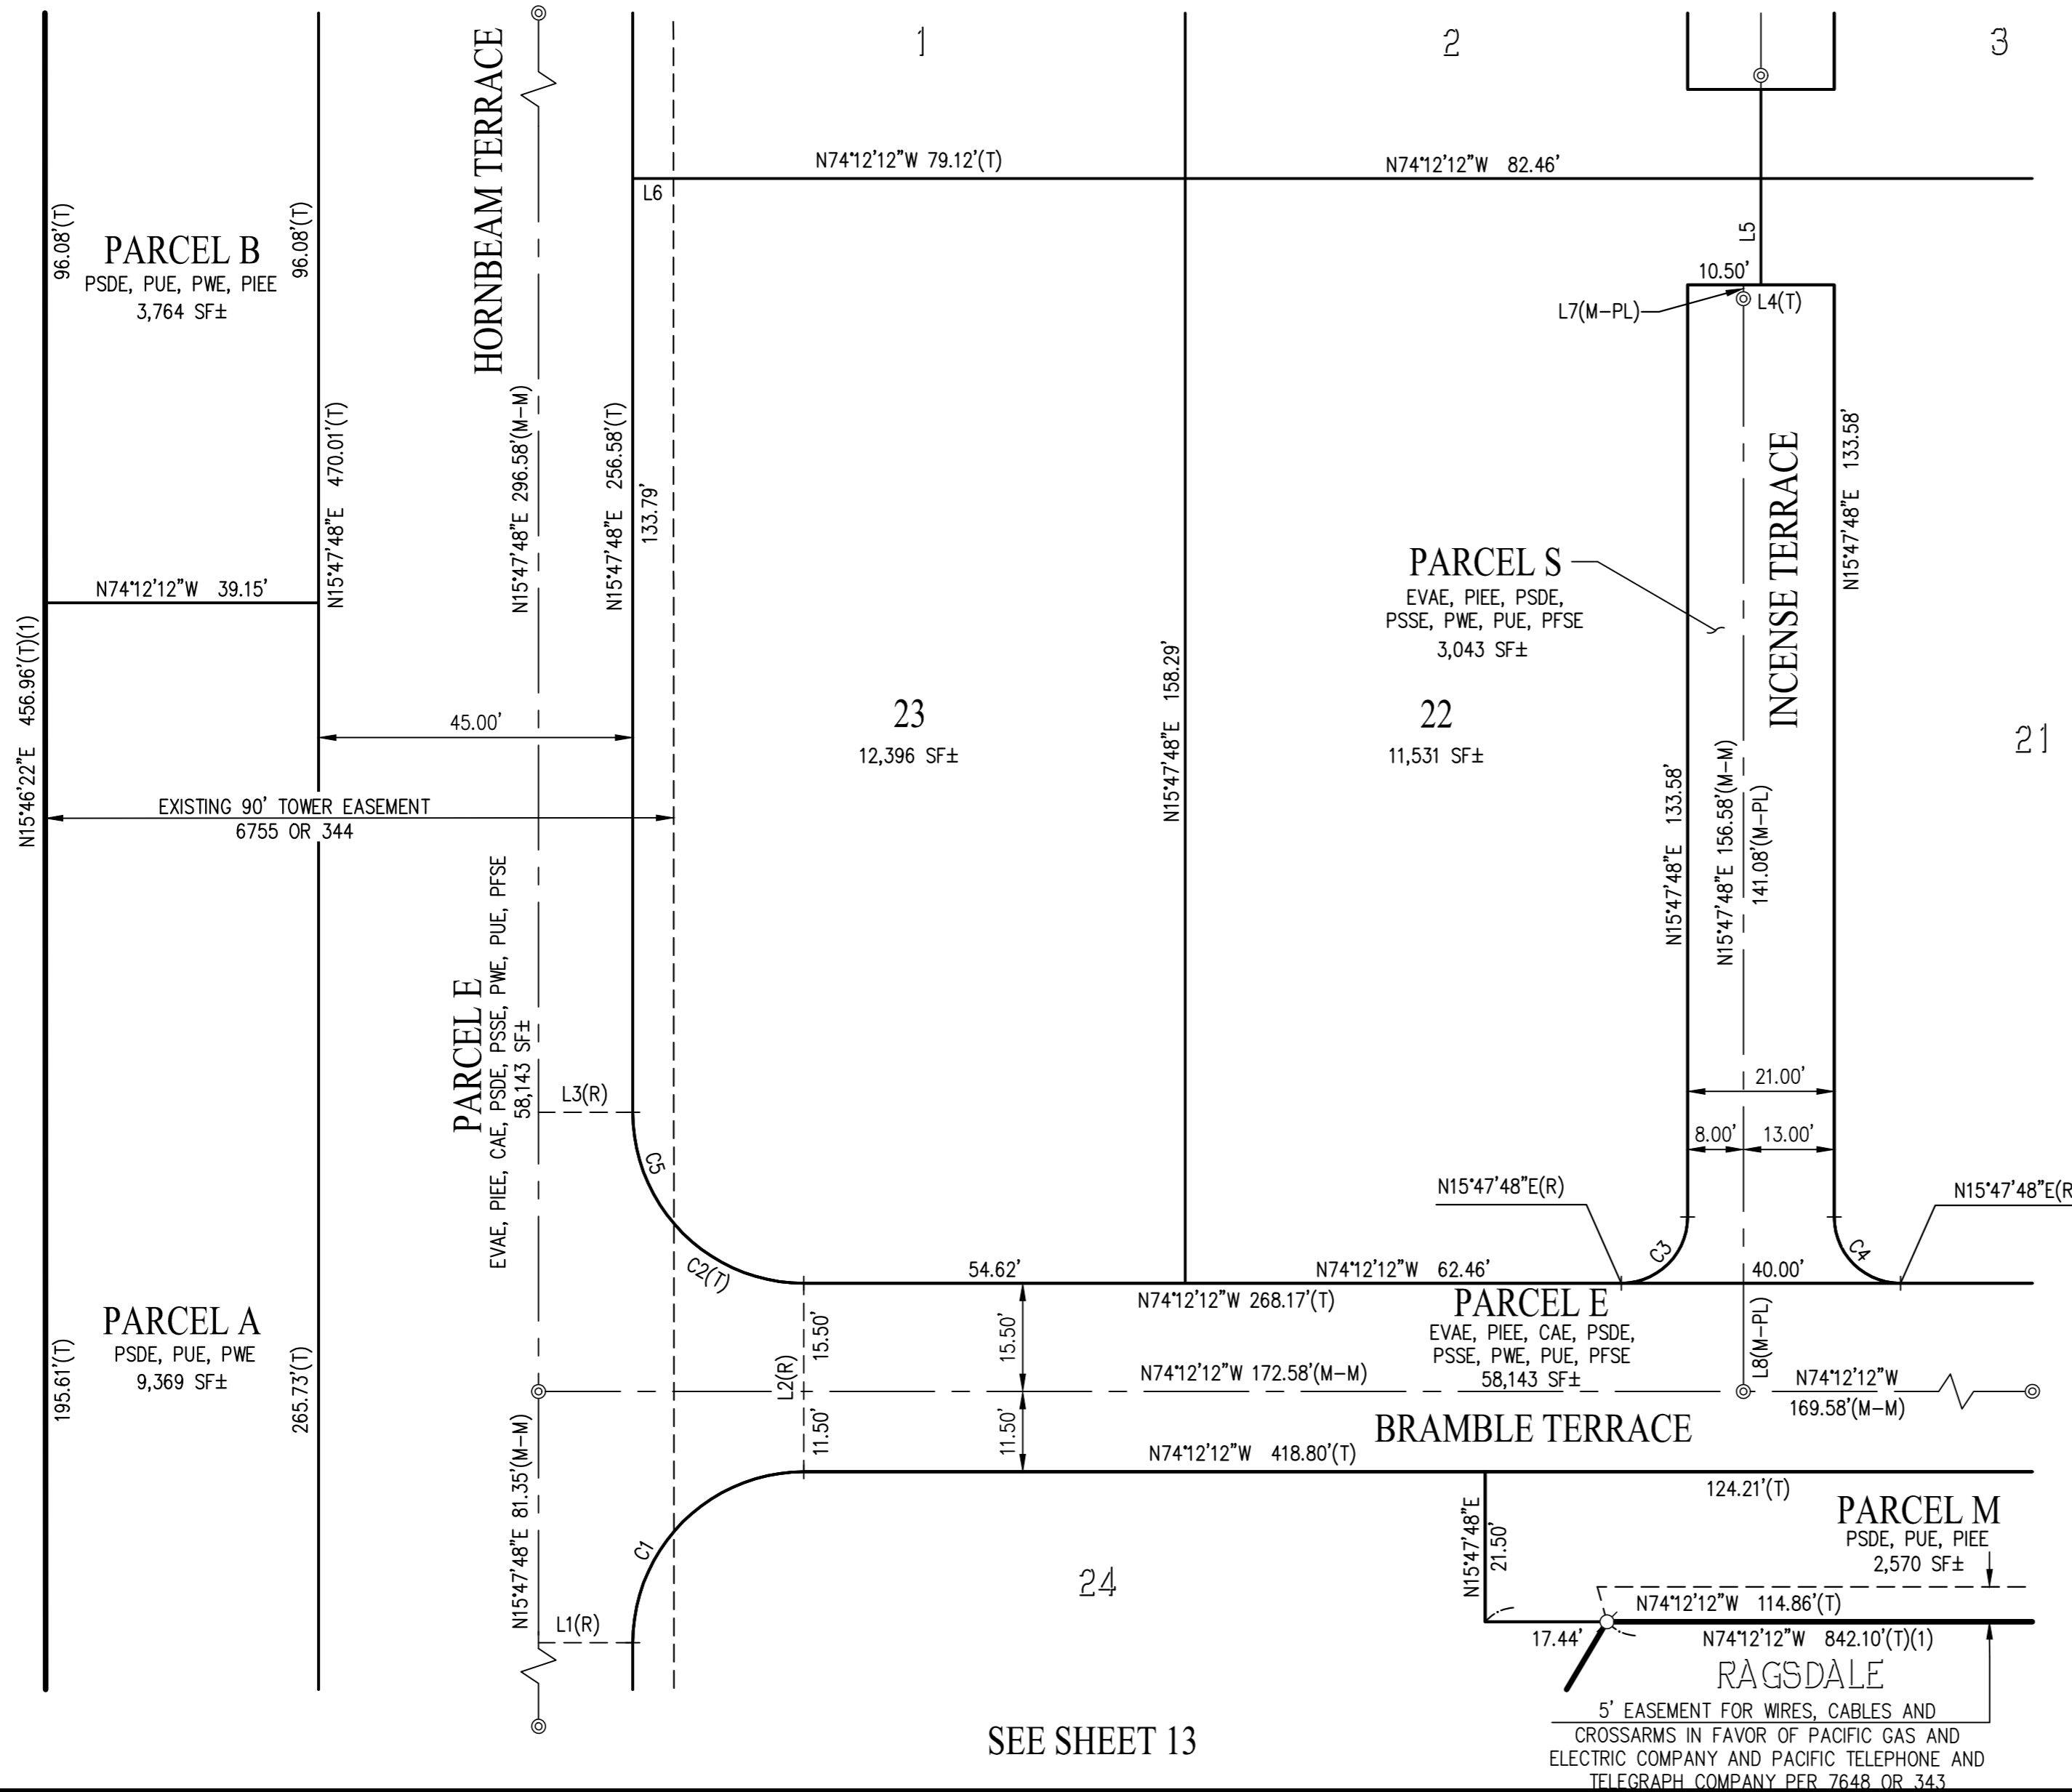 1
2
3
HORNBEAM TERRACE
N74°12'12"W 79.12'(T)
N74°12'12"W 82.46'
L6
L5
96.08'(T)
PARCEL B
PSDE, PUE, PWE, PIEE
3,764 SF±
96.08'(T)
10.50'
L7(M-PL)
L4(T)
N15°47'48"E 470.01'(T)
N15°47'48"E 296.58'(M-M)
N15°47'48"E 256.58'(T)
133.79'
N15°47'48"E 133.58'
INCENSE TERRACE
PARCEL S
EVAE, PIEE, PSDE,
PSSE, PWE, PUE, PFSE
3,043 SF±
N74°12'12"W 39.15'
N15°46'22"E 456.96'(T)(1)
45.00'
23
12,396 SF±
N15°47'48"E 158.29'
22
11,531 SF±
21
EXISTING 90' TOWER EASEMENT
6755 OR 344
N15°47'48"E 133.58'
N15°47'48"E 156.58'(M-M)
141.08'(M-PL)
PARCEL E
EVAE, PIEE, CAE, PSDE, PSSE, PWE, PUE, PFSE
58,143 SF±
L3(R)
21.00'
8.00'
13.00'
C5
C2(T)
N15°47'48"E(R)
N15°47'48"E(R
C3
C4
54.62'
N74°12'12"W 62.46'
40.00'
N74°12'12"W 268.17'(T)
PARCEL E
EVAE, PIEE, CAE, PSDE,
PSSE, PWE, PUE, PFSE
58,143 SF±
L8(M-PL)
PARCEL A
PSDE, PUE, PWE
9,369 SF±
195.61'(T)
265.73'(T)
L2(R)
15.50'
11.50'
15.50'
11.50'
N74°12'12"W 172.58'(M-M)
N74°12'12"W
169.58'(M-M)
BRAMBLE TERRACE
N74°12'12"W 418.80'(T)
N15°47'48"E 81.35'(M-M)
124.21'(T)
C1
L1(R)
24
N15°47'48"E
21.50'
PARCEL M
PSDE, PUE, PIEE
2,570 SF±
N74°12'12"W 114.86'(T)
17.44'
N74°12'12"W 842.10'(T)(1)
RAGSDALE
5' EASEMENT FOR WIRES, CABLES AND
CROSSARMS IN FAVOR OF PACIFIC GAS AND
ELECTRIC COMPANY AND PACIFIC TELEPHONE AND
TELEGRAPH COMPANY PER 7648 OR 343
SEE SHEET 13